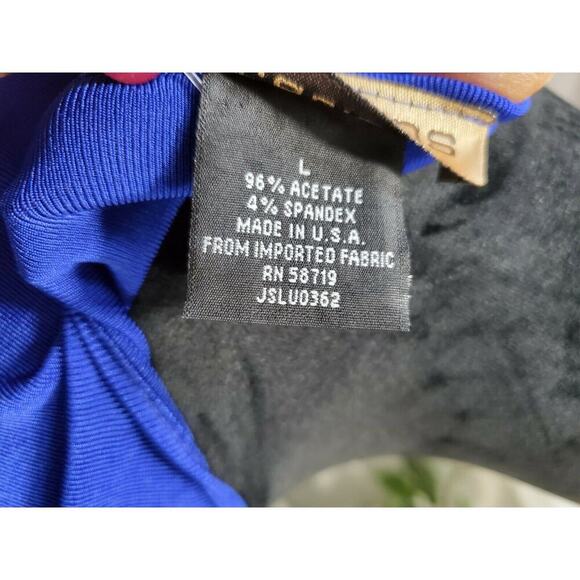 L
96% ACETATE
4% SPANDEX
MADE IN U.S.A.
FROM IMPORTED FABRIC
RN 58719
JSLU0362